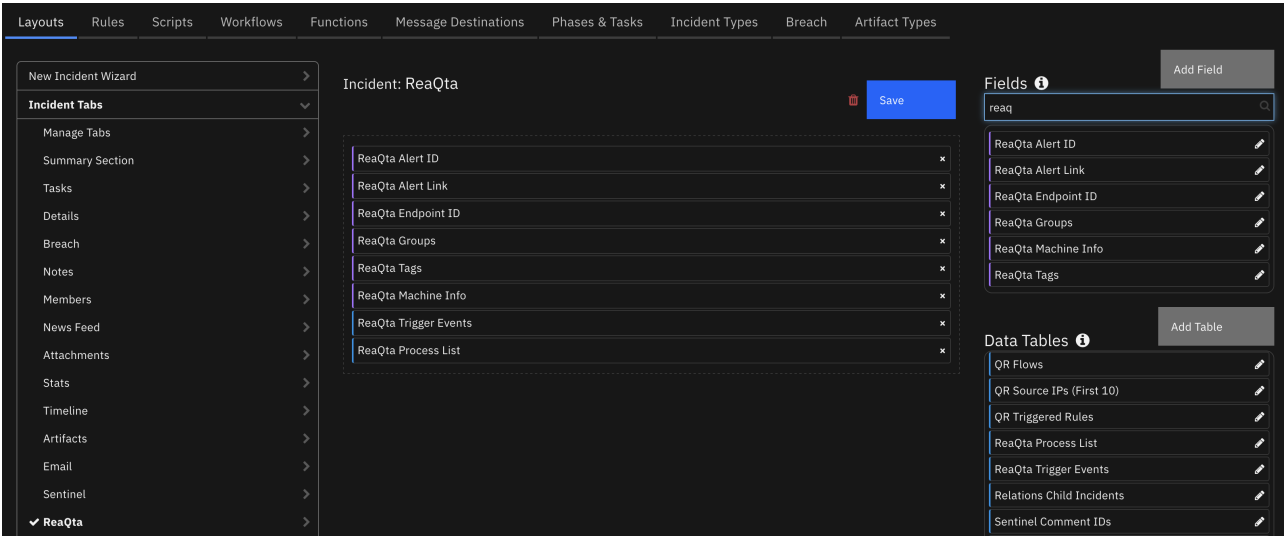 Layouts Rules Scripts Workflows Functions Message Destinations Phases & Tasks Incident Types Breach Artifact Types
New Incident Wizard
Incident Tabs
Manage Tabs
Summary Section
Tasks
Details
Breach
Notes
Members
News Feed
Attachments
Stats
Timeline
Artifacts
Email
Sentinel
ReaQta
Incident: ReaQta
Save
ReaQta Alert ID
ReaQta Alert Link
ReaQta Endpoint ID
ReaQta Groups
ReaQta Tags
ReaQta Machine Info
ReaQta Trigger Events
ReaQta Process List
Fields
Add Field
reaq
ReaQta Alert ID
ReaQta Alert Link
ReaQta Endpoint ID
ReaQta Groups
ReaQta Machine Info
ReaQta Tags
Data Tables
Add Table
QR Flows
QR Source IPs (First 10)
QR Triggered Rules
ReaQta Process List
ReaQta Trigger Events
Relations Child Incidents
Sentinel Comment IDs